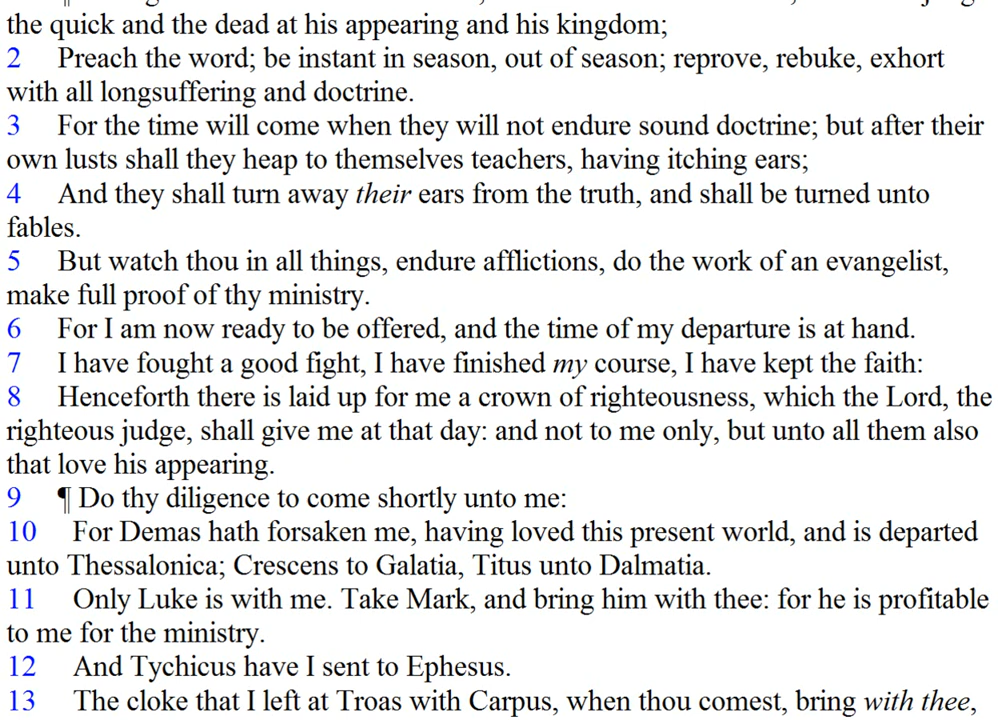 the quick and the dead at his appearing and his kingdom;
2 Preach the word; be instant in season, out of season; reprove, rebuke, exhort
with all longsuffering and doctrine.
3 For the time will come when they will not endure sound doctrine; but after their
own lusts shall they heap to themselves teachers, having itching ears;
4 And they shall turn away their ears from the truth, and shall be turned unto
fables.
5 But watch thou in all things, endure afflictions, do the work of an evangelist,
make full proof of thy ministry.
6 For I am now ready to be offered, and the time of my departure is at hand.
7 I have fought a good fight, I have finished my course, I have kept the faith:
8 Henceforth there is laid up for me a crown of righteousness, which the Lord, the
righteous judge, shall give me at that day: and not to me only, but unto all them also
that love his appearing.
9 ¶ Do thy diligence to come shortly unto me:
10 For Demas hath forsaken me, having loved this present world, and is departed
unto Thessalonica; Crescens to Galatia, Titus unto Dalmatia.
11 Only Luke is with me. Take Mark, and bring him with thee: for he is profitable
to me for the ministry.
12 And Tychicus have I sent to Ephesus.
13 The cloke that I left at Troas with Carpus, when thou comest, bring with thee,